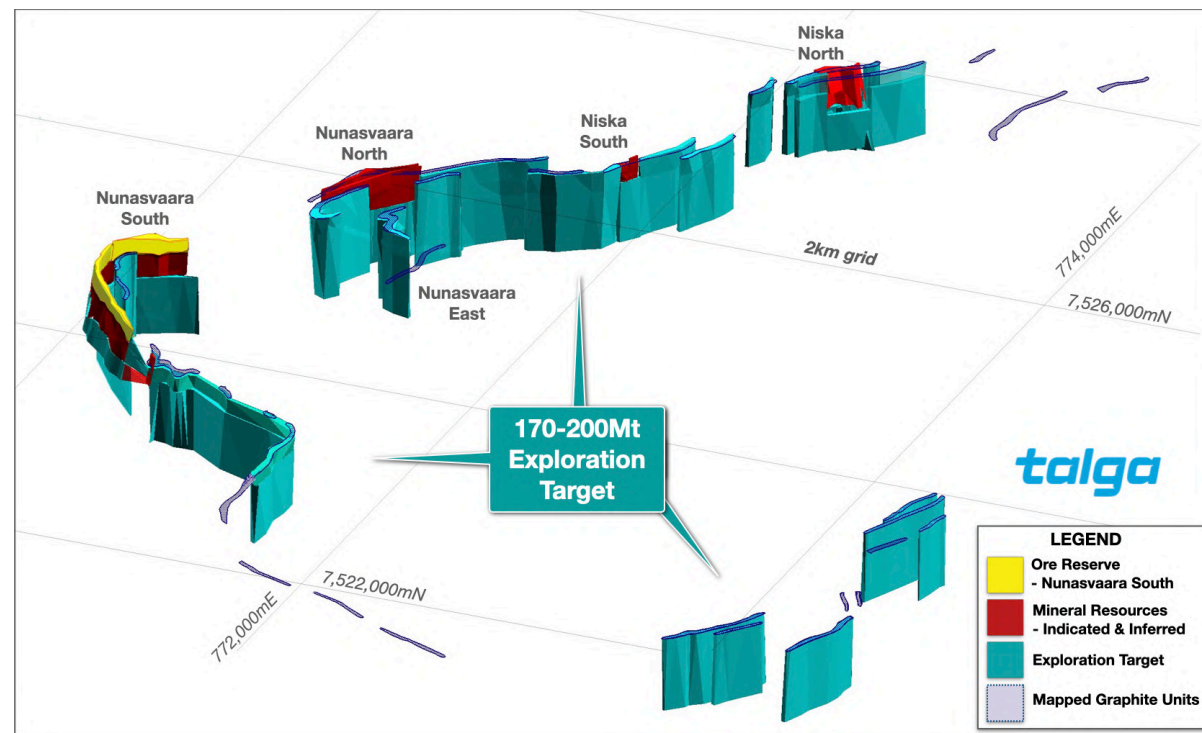 Niska
North
Nunasvaara
North
Niska
South
Nunasvaara
South
Nunasvaara
East
2km grid
774,000mE
7,526,000mN
170-200Mt
Exploration
Target
talga
7,522,000mN
772,000mE
LEGEND
Ore Reserve
- Nunasvaara South
Mineral Resources
- Indicated & Inferred
Exploration Target
Mapped Graphite Units